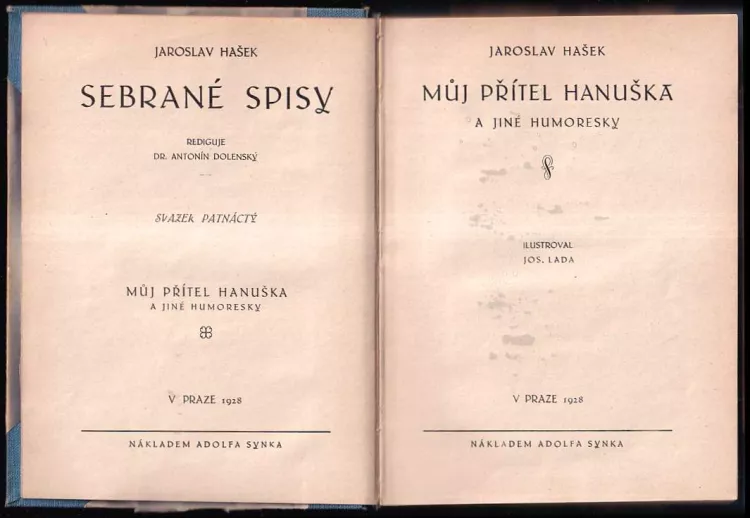 JAROSLAV HAŠEK
SEBRANÉ SPISY
REDIGUJE
DR. ANTONÍN DOLENSKÝ
SVAZEK PATNÁCTÝ
MŮJ PŘÍTEL HANUŠKA
A JINÉ HUMORESKY
V PRAZE 1928
NÁKLADEM ADOLFA SYNKA
JAROSLAV HAŠEK
MŮJ PŘÍTEL HANUŠKA
A JINÉ HUMORESKY
ILUSTROVAL
JOS. LADA
V PRAZE 1928
NÁKLADEM ADOLFA SYNKA